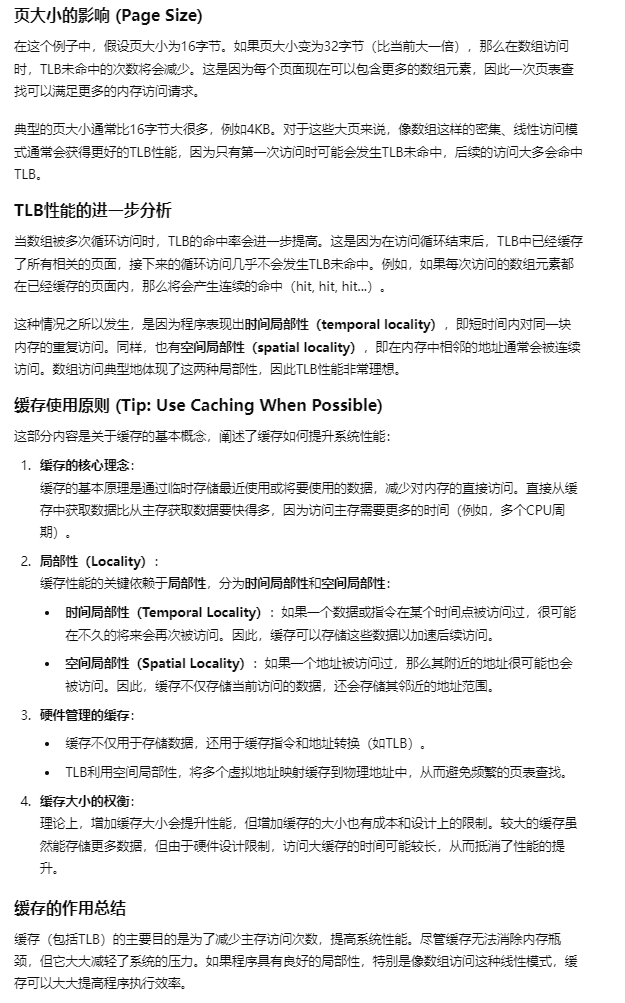 页大小的影响 (Page Size)
在这个例子中，假设页大小为16字节。如果页大小变为32字节（比当前大一倍），那么在数组访问
时，TLB未命中的次数将会减少。这是因为每个页面现在可以包含更多的数组元素，因此一次页表查
找可以满足更多的内存访问请求。
典型的页大小通常比16字节大很多，例如4KB。对于这些大页来说，像数组这样的密集、线性访问模
式通常会获得更好的TLB性能，因为只有第一次访问时可能会发生TLB未命中，后续的访问大多会命中
TLB。
TLB性能的进一步分析
当数组被多次循环访问时，TLB的命中率会进一步提高。这是因为在访问循环结束后，TLB中已经缓存
了所有相关的页面，接下来的循环访问几乎不会发生TLB未命中。例如，如果每次访问的数组元素都
在已经缓存的页面内，那么将会产生连续的命中（hit, hit, hit...）。
这种情况之所以发生，是因为程序表现出时间局部性（temporal locality），即短时间内对同一块
内存的重复访问。同样，也有空间局部性（spatial locality），即在内存中相邻的地址通常会被连续
访问。数组访问典型地体现了这两种局部性，因此TLB性能非常理想。
缓存使用原则 (Tip: Use Caching When Possible)
这部分内容是关于缓存的基本概念，阐述了缓存如何提升系统性能：
1. 缓存的核心理念：
缓存的基本原理是通过临时存储最近使用或将要使用的数据，减少对内存的直接访问。直接从缓
存中获取数据比从主存获取数据要快得多，因为访问主存需要更多的时间（例如，多个CPU周
期）。
2. 局部性（Locality）：
缓存性能的关键依赖于局部性，分为时间局部性和空间局部性：
• 时间局部性（Temporal Locality）：如果一个数据或指令在某个时间点被访问过，很可能
在不久的将来会再次被访问。因此，缓存可以存储这些数据以加速后续访问。
• 空间局部性（Spatial Locality）：如果一个地址被访问过，那么其附近的地址很可能也会
被访问。因此，缓存不仅存储当前访问的数据，还会存储其邻近的地址范围。
3. 硬件管理的缓存：
• 缓存不仅用于存储数据，还用于缓存指令和地址转换（如TLB）。
• TLB利用空间局部性，将多个虚拟地址映射缓存到物理地址中，从而避免频繁的页表查找。
4. 缓存大小的权衡：
理论上，增加缓存大小会提升性能，但增加缓存的大小也有成本和设计上的限制。较大的缓存虽
然能存储更多数据，但由于硬件设计限制，访问大缓存的时间可能较长，从而抵消了性能的提
升。
缓存的作用总结
缓存（包括TLB）的主要目的是为了减少主存访问次数，提高系统性能。尽管缓存无法消除内存瓶
颈，但它大大减轻了系统的压力。如果程序具有良好的局部性，特别是像数组访问这种线性模式，缓
存可以大大提高程序执行效率。